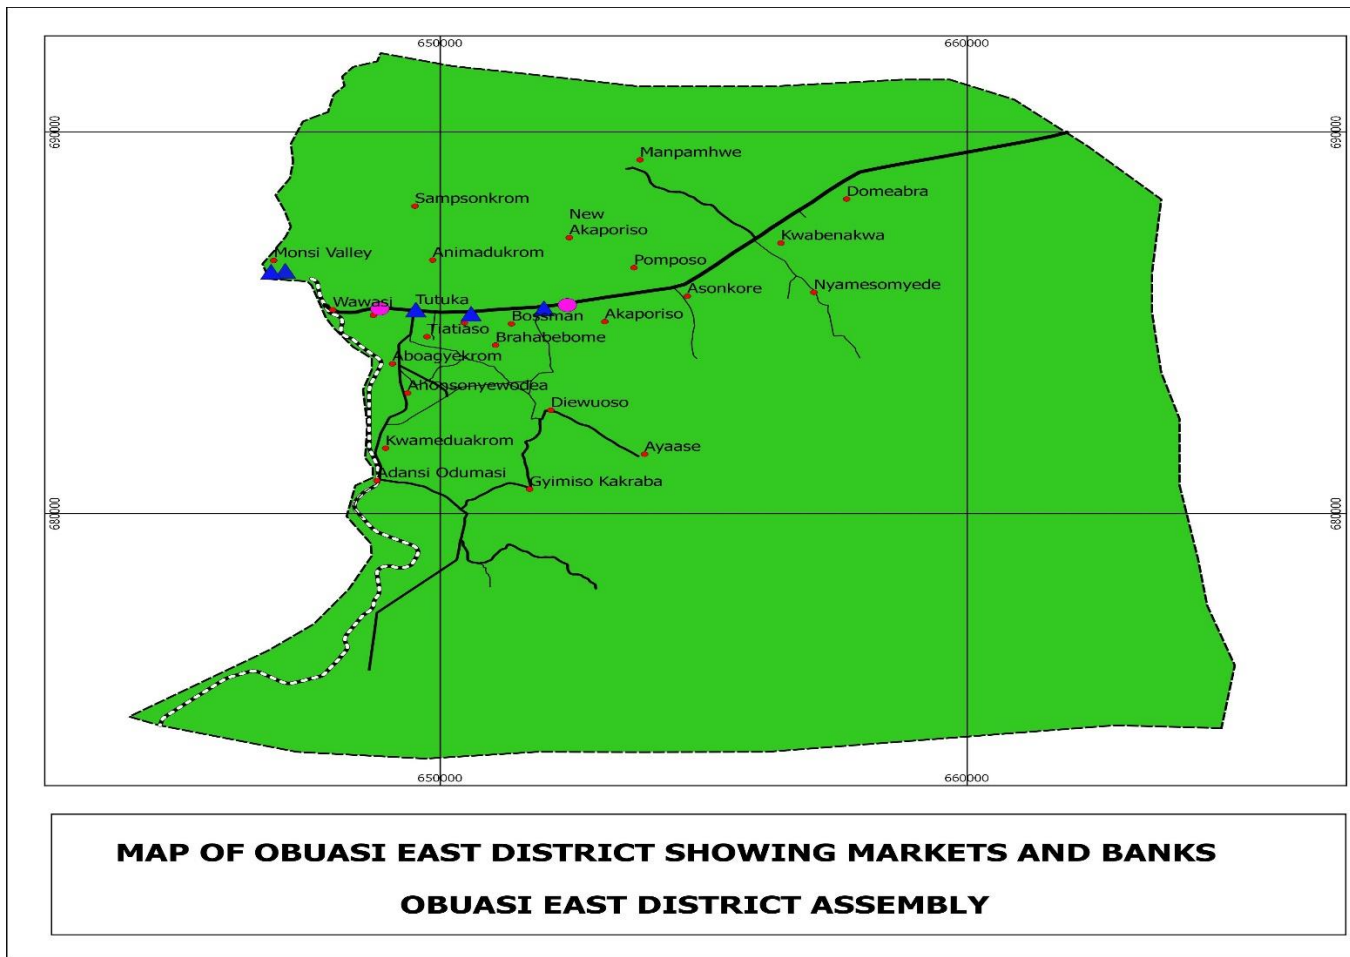 650000
660000
690000
690000
Manpamhwe
Sampsonkrom
Domeabra
New
Akaporiso
Kwabenakwa
Monsi Valley
Animadukrom
Pomposo
Nyamesomyede
Asonkore
Wawasi
Tutuka
Bossman
Akaporiso
Tiatiaso
Brahabebome
Aboagyekrom
Ahonsonyewodea
Diewuoso
Kwameduakrom
Ayaase
Adansi Odumasi
Gyimiso Kakraba
680000
680000
650000
660000
MAP OF OBUASI EAST DISTRICT SHOWING MARKETS AND BANKS
OBUASI EAST DISTRICT ASSEMBLY